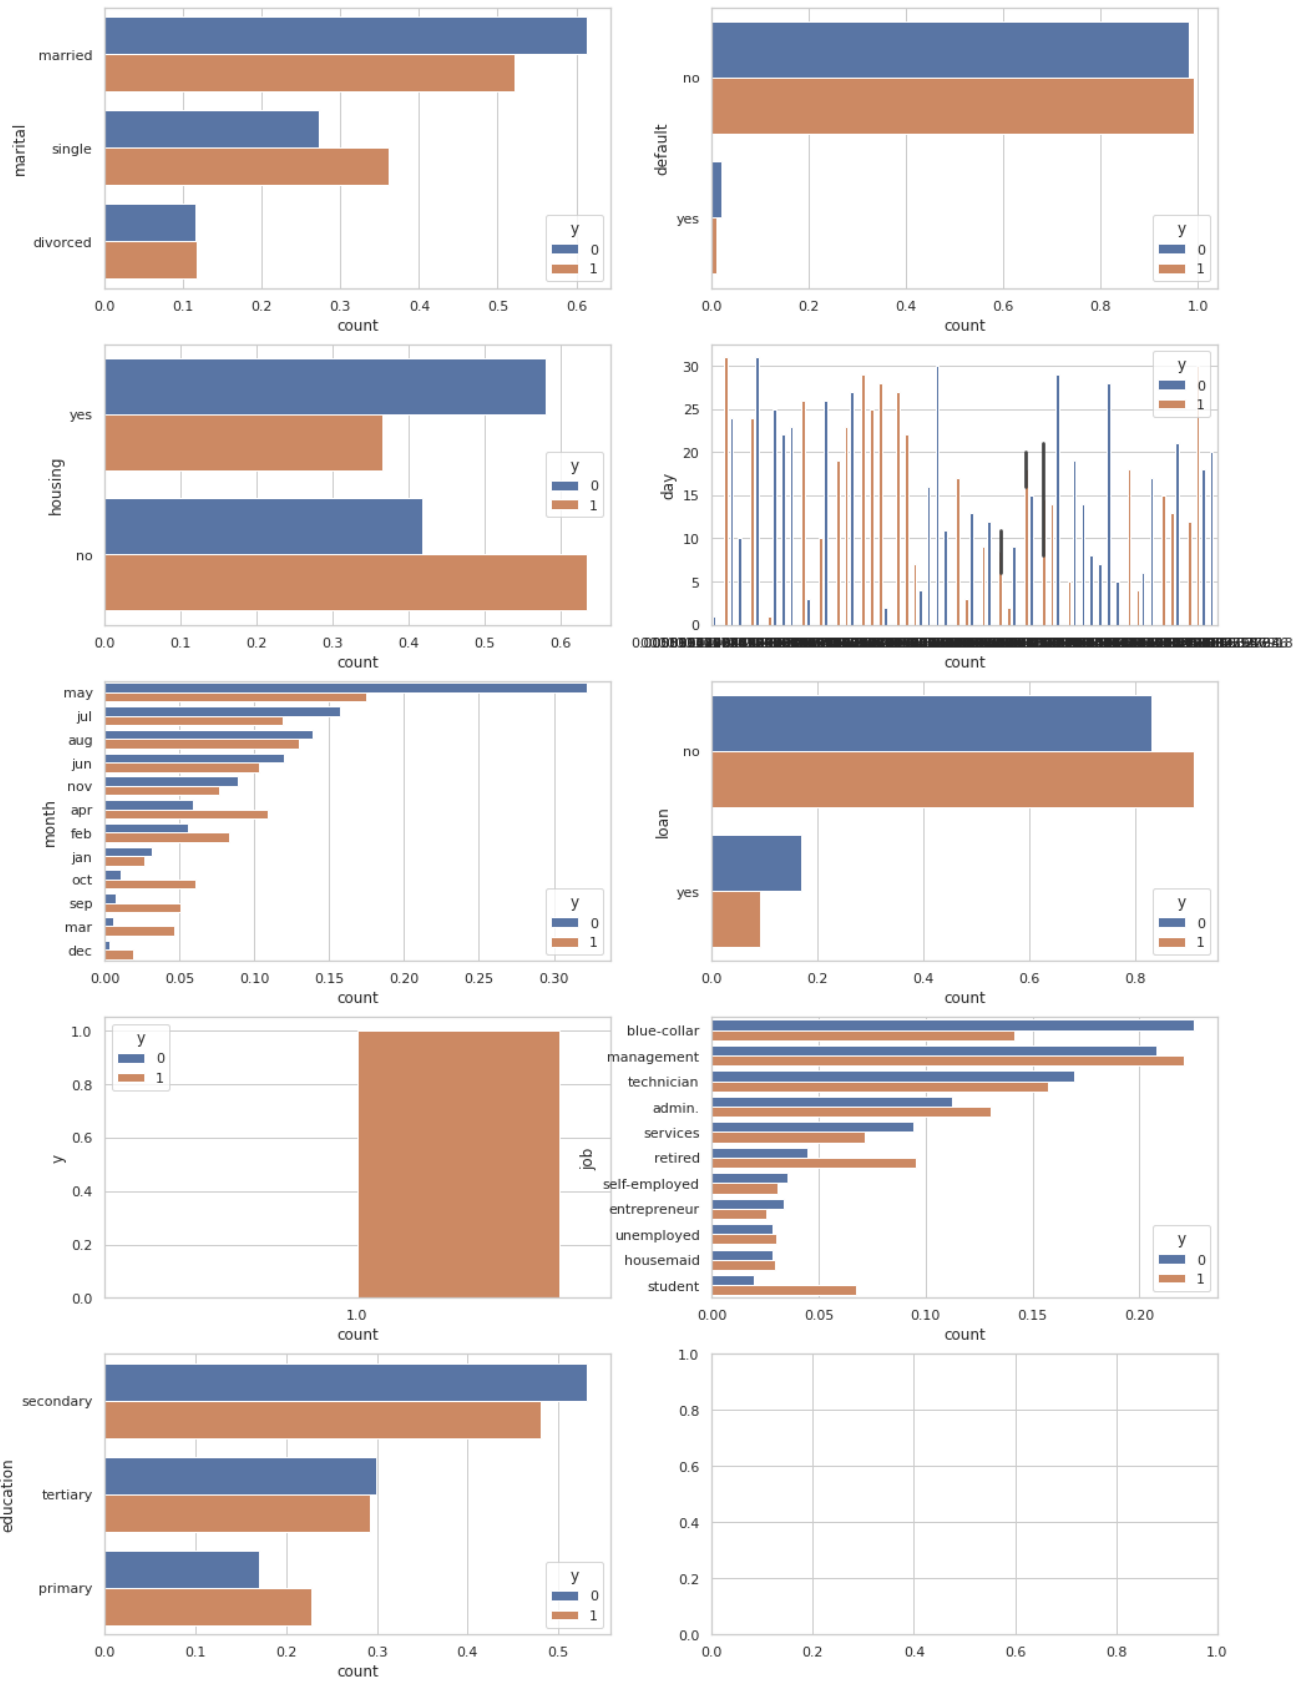 married
single
divorced
marital
y
0
1
0.0 0.1 0.2 0.3 0.4 0.5 0.6
count
no
yes
default
y
0
1
0.0 0.2 0.4 0.6 0.8 1.0
count
yes
no
housing
y
0
1
0.0 0.1 0.2 0.3 0.4 0.5 0.6
count
30
25
20
15
10
5
0
day
y
0
1
count
may
jul
aug
jun
nov
apr
feb
jan
oct
sep
mar
dec
month
y
0
1
0.00 0.05 0.10 0.15 0.20 0.25 0.30
count
no
yes
loan
y
0
1
0.0 0.2 0.4 0.6 0.8
count
1.0
0.8
0.6
0.4
0.2
0.0
y
y
0
1
1.0
count
blue-collar
management
technician
admin.
services
retired
self-employed
entrepreneur
unemployed
housemaid
student
job
y
0
1
0.00 0.05 0.10 0.15 0.20
count
secondary
tertiary
primary
education
y
0
1
0.0 0.1 0.2 0.3 0.4 0.5
count
1.0
0.8
0.6
0.4
0.2
0.0
0.0 0.2 0.4 0.6 0.8 1.0